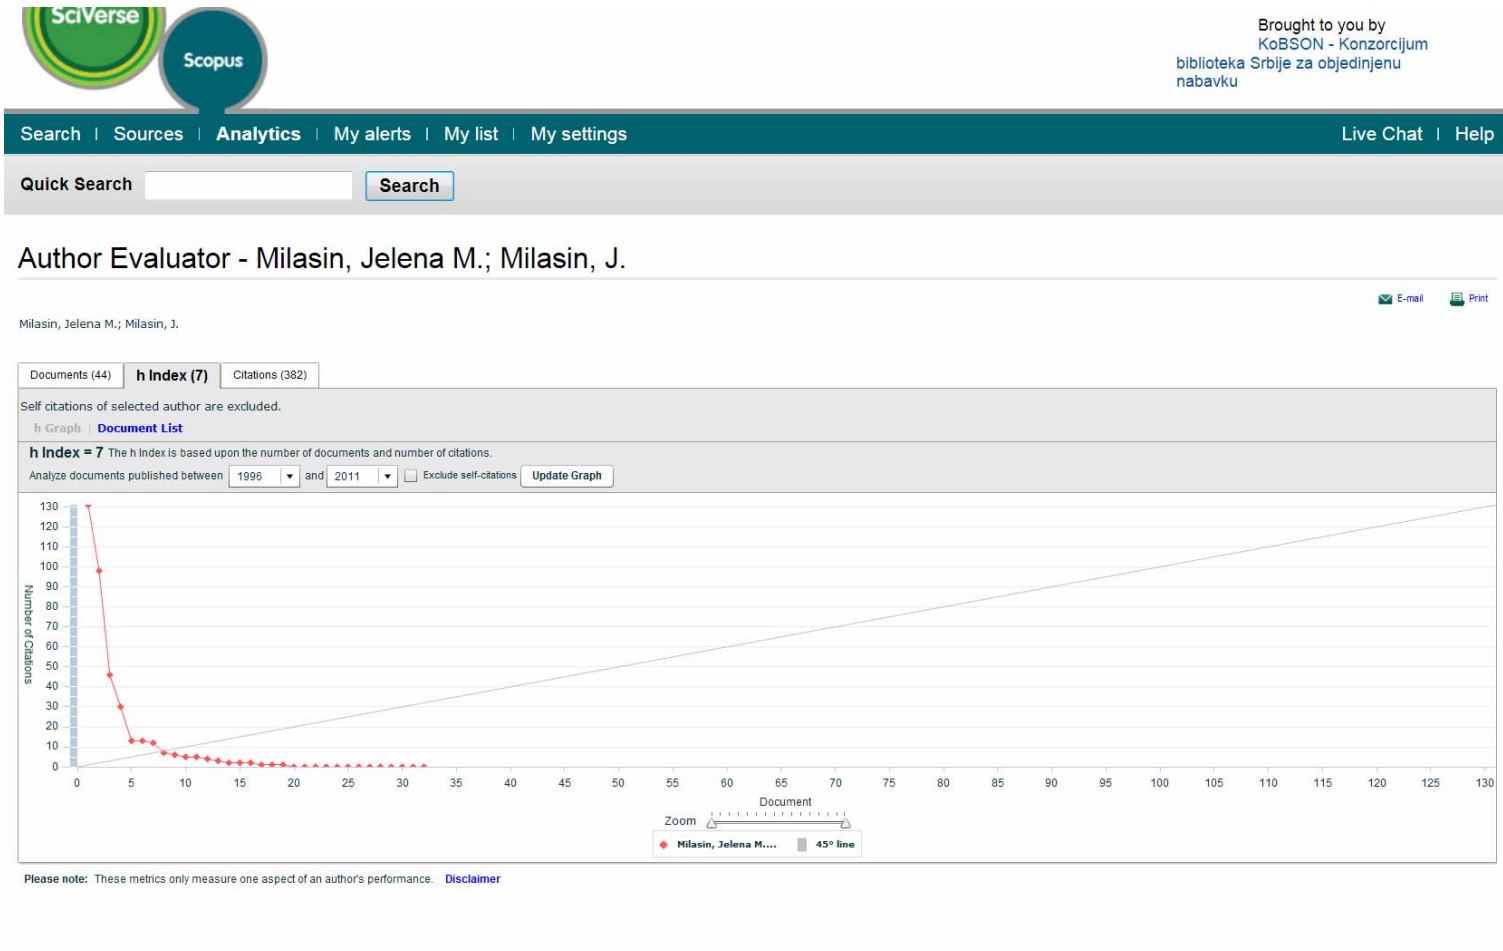 SciVerse
Scopus
Brought to you by
KoBSON - Konzorcijum
biblioteka Srbije za objedinjenu
nabavku
Search | Sources | Analytics | My alerts | My list | My settings
Live Chat | Help
Quick Search
Search
Author Evaluator - Milasin, Jelena M.; Milasin, J.
E-mail
Print
Milasin, Jelena M.; Milasin, J.
Documents (44)
h Index (7)
Citations (382)
Self citations of selected author are excluded.
h Graph | Document List
h Index = 7 The h Index is based upon the number of documents and number of citations.
Analyze documents published between 1996 and 2011 Exclude self-citations Update Graph
Number of Citations
130
120
110
100
90
80
70
60
50
40
30
20
10
0
0 5 10 15 20 25 30 35 40 45 50 55 60 65 70 75 80 85 90 95 100 105 110 115 120 125 130
Document
Zoom
Milasin, Jelena M.... 45º line
Please note: These metrics only measure one aspect of an author's performance. Disclaimer